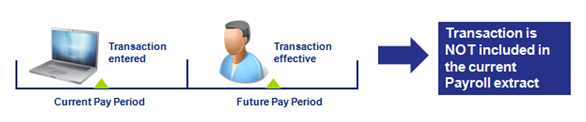 Transaction
entered
Transaction
effective
Current Pay Period
Future Pay Period
Transaction is
NOT included in
the current
Payroll extract